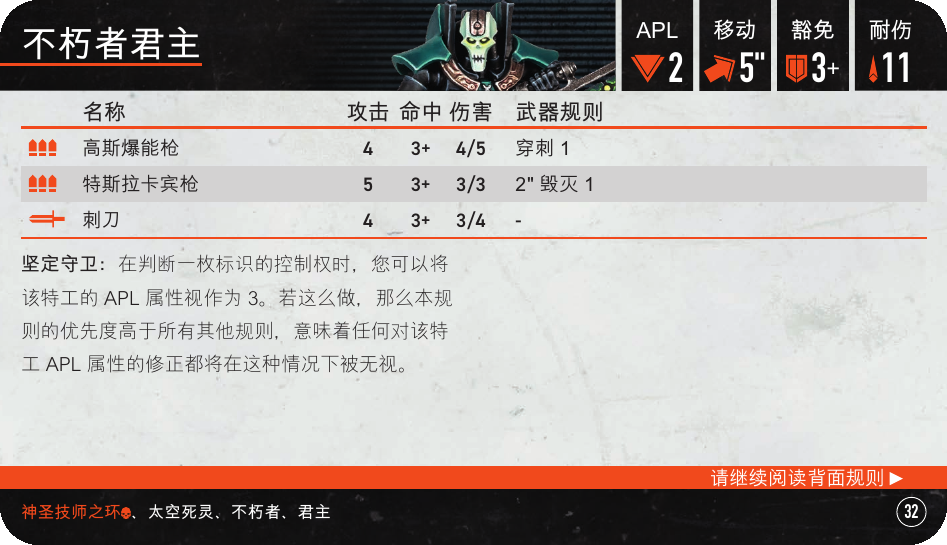 不朽者君主
APL 移动 豁免 耐伤
2 5" 3+ 11
名称 攻击 命中 伤害 武器规则
高斯爆能枪 4 3+ 4/5 穿刺 1
特斯拉卡宾枪 5 3+ 3/3 2" 毁灭 1
刺刀 4 3+ 3/4 -
坚定守卫：在判断一枚标识的控制权时，您可以将
该特工的 APL 属性视作为 3。若这么做，那么本规
则的优先度高于所有其他规则，意味着任何对该特
工 APL 属性的修正都将在这种情况下被无视。
请继续阅读背面规则 ▶
神圣技师之环、太空死灵、不朽者、君主
32